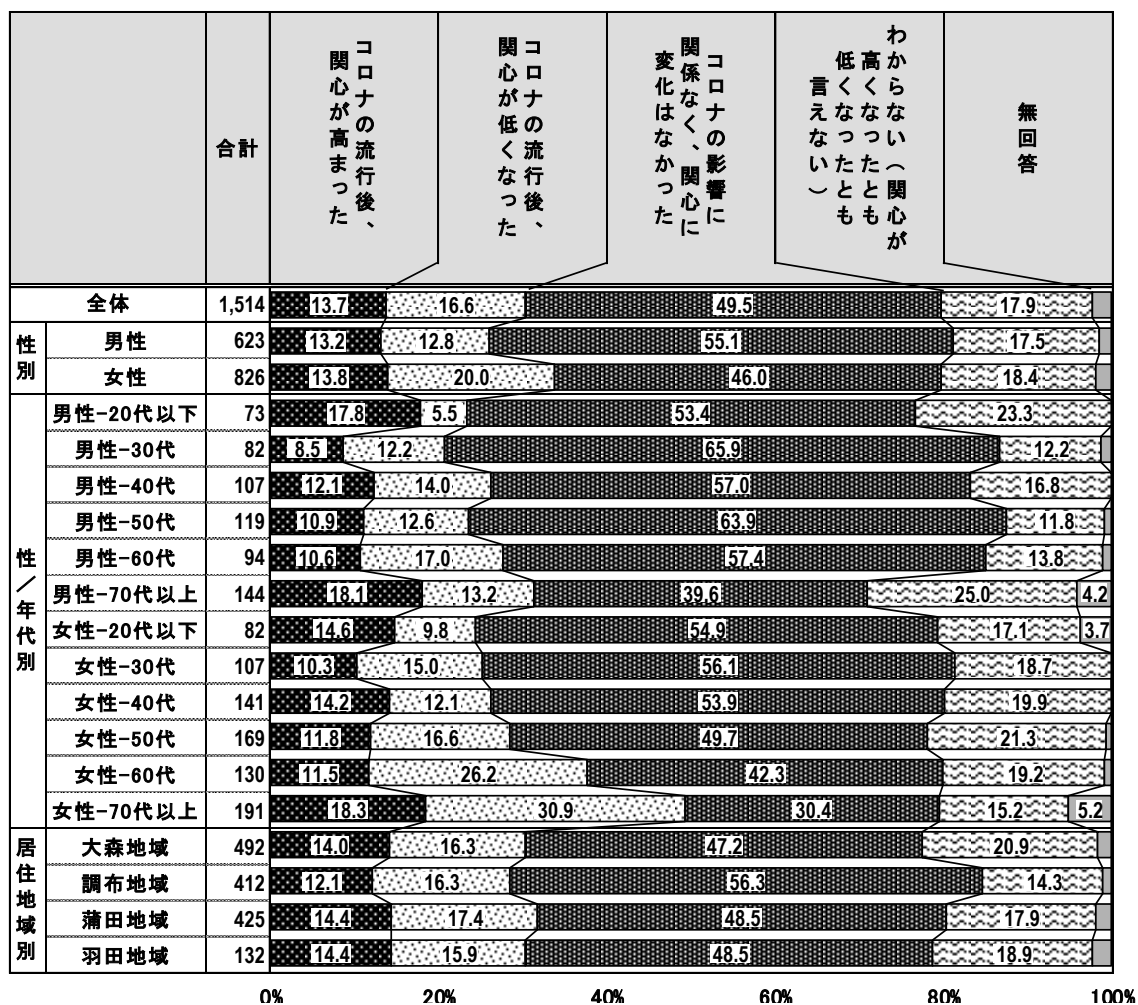 合計
コロナの流行後、
関心が高まった
コロナの流行後、
関心が低くなった
コロナの影響に
関係なく、関心に
変化はなかった
わからない（関心が
高くなったとも
低くなったとも
言えない）
無回答
全体 1,514 13.7 16.6 49.5 17.9
性別
男性 623 13.2 12.8 55.1 17.5
女性 826 13.8 20.0 46.0 18.4
性／年代別
男性-20代以下 73 17.8 5.5 53.4 23.3
男性-30代 82 8.5 12.2 65.9 12.2
男性-40代 107 12.1 14.0 57.0 16.8
男性-50代 119 10.9 12.6 63.9 11.8
男性-60代 94 10.6 17.0 57.4 13.8
男性-70代以上 144 18.1 13.2 39.6 25.0 4.2
女性-20代以下 82 14.6 9.8 54.9 17.1 3.7
女性-30代 107 10.3 15.0 56.1 18.7
女性-40代 141 14.2 12.1 53.9 19.9
女性-50代 169 11.8 16.6 49.7 21.3
女性-60代 130 11.5 26.2 42.3 19.2
女性-70代以上 191 18.3 30.9 30.4 15.2 5.2
居住地域別
大森地域 492 14.0 16.3 47.2 20.9
調布地域 412 12.1 16.3 56.3 14.3
蒲田地域 425 14.4 17.4 48.5 17.9
羽田地域 132 14.4 15.9 48.5 18.9
0% 20% 40% 60% 80% 100%